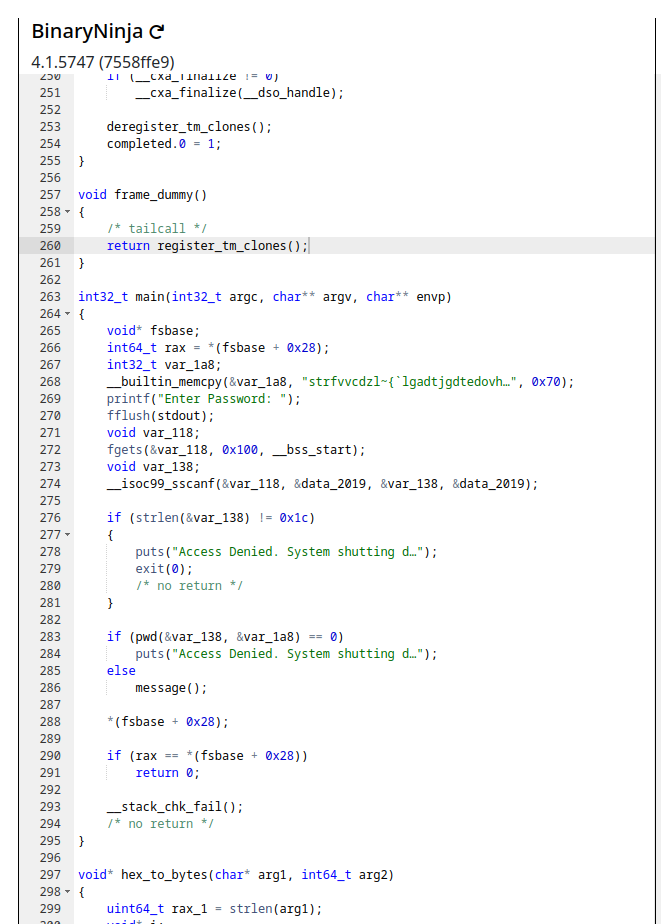 BinaryNinja
4.1.5747 (7558ffe9)
250 if (__cxa_finalize != 0)
251 __cxa_finalize(__dso_handle);
252
253 deregister_tm_clones();
254 completed.0 = 1;
255 }
256
257 void frame_dummy()
258 {
259 /* tailcall */
260 return register_tm_clones();
261 }
262
263 int32_t main(int32_t argc, char** argv, char** envp)
264 {
265 void* fsbase;
266 int64_t rax = *(fsbase + 0x28);
267 int32_t var_1a8;
268 __builtin_memcpy(&var_1a8, "strfvvcdzl~{`lgadtjgdtedovh…", 0x70);
269 printf("Enter Password: ");
270 fflush(stdout);
271 void var_118;
272 fgets(&var_118, 0x100, __bss_start);
273 void var_138;
274 __isoc99_sscanf(&var_118, &data_2019, &var_138, &data_2019);
275
276 if (strlen(&var_138) != 0x1c)
277 {
278 puts("Access Denied. System shutting d…");
279 exit(0);
280 /* no return */
281 }
282
283 if (pwd(&var_138, &var_1a8) == 0)
284 puts("Access Denied. System shutting d…");
285 else
286 message();
287
288 *(fsbase + 0x28);
289
290 if (rax == *(fsbase + 0x28))
291 return 0;
292
293 __stack_chk_fail();
294 /* no return */
295 }
296
297 void* hex_to_bytes(char* arg1, int64_t arg2)
298 {
299 uint64_t rax_1 = strlen(arg1);